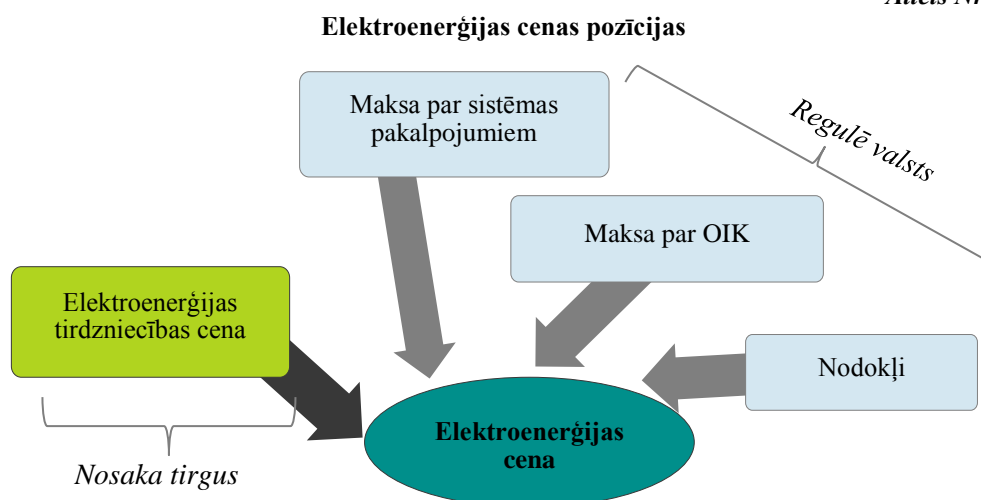 Elektroenerģijas cenas pozīcijas
Maksa par sistēmas
pakalpojumiem
Regulē valsts
Maksa par OIK
Elektroenerģijas
tirdzniecības cena
Nodokļi
Elektroenerģijas
cena
Nosaka tirgus